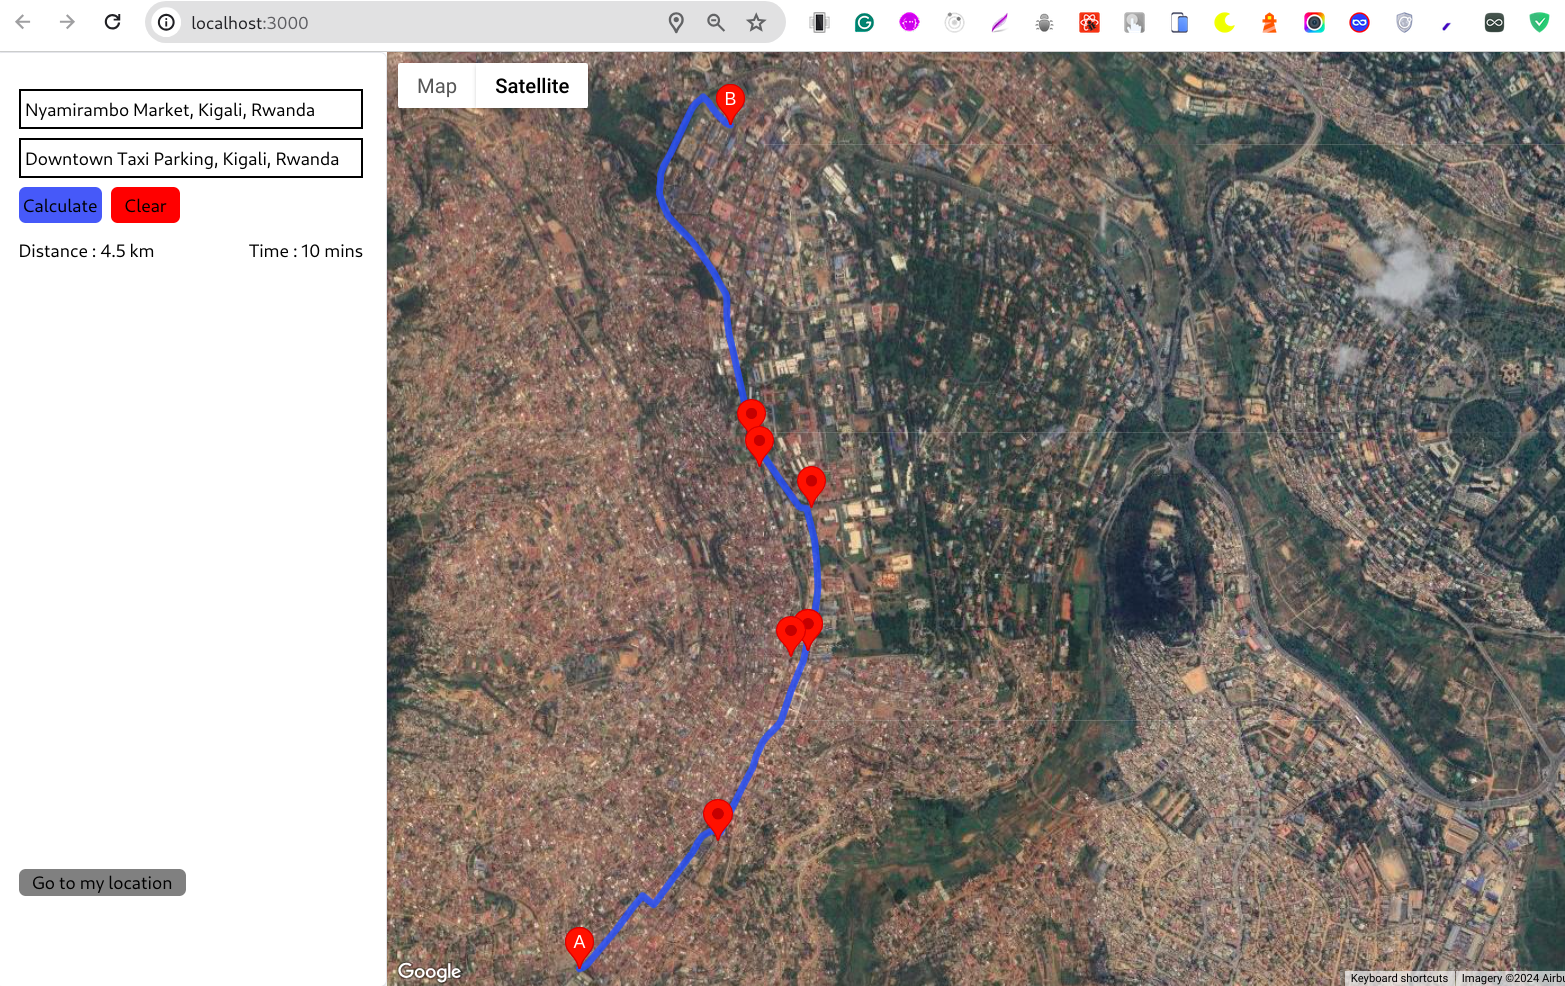 localhost:3000
Nyamirambo Market, Kigali, Rwanda
Downtown Taxi Parking, Kigali, Rwanda
Calculate Clear
Distance : 4.5 km Time : 10 mins
Go to my location
Map Satellite
B
A
Google
Keyboard shortcuts Imagery ©2024 Airbu